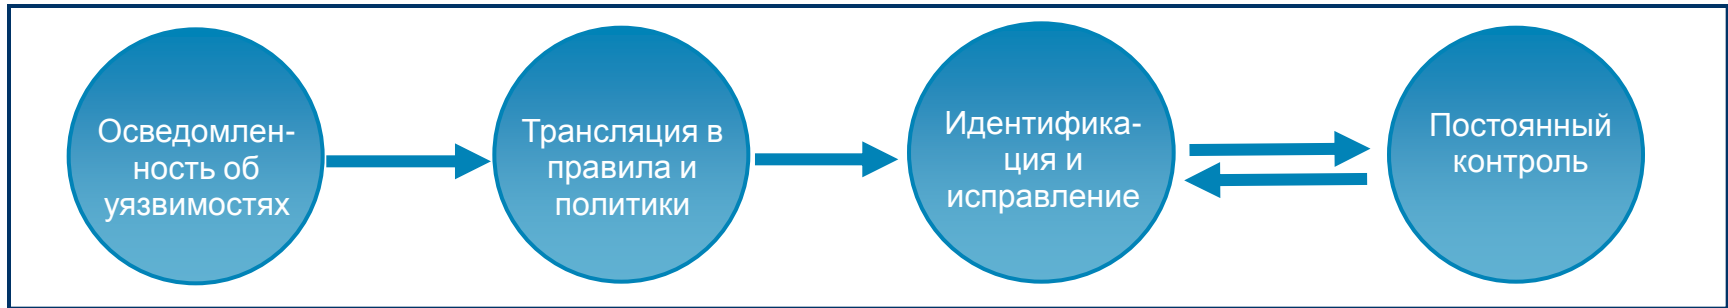 Осведомлен-
ность об
уязвимостях
Трансляция в
правила и
политики
Идентифика-
ция и
исправление
Постоянный
контроль